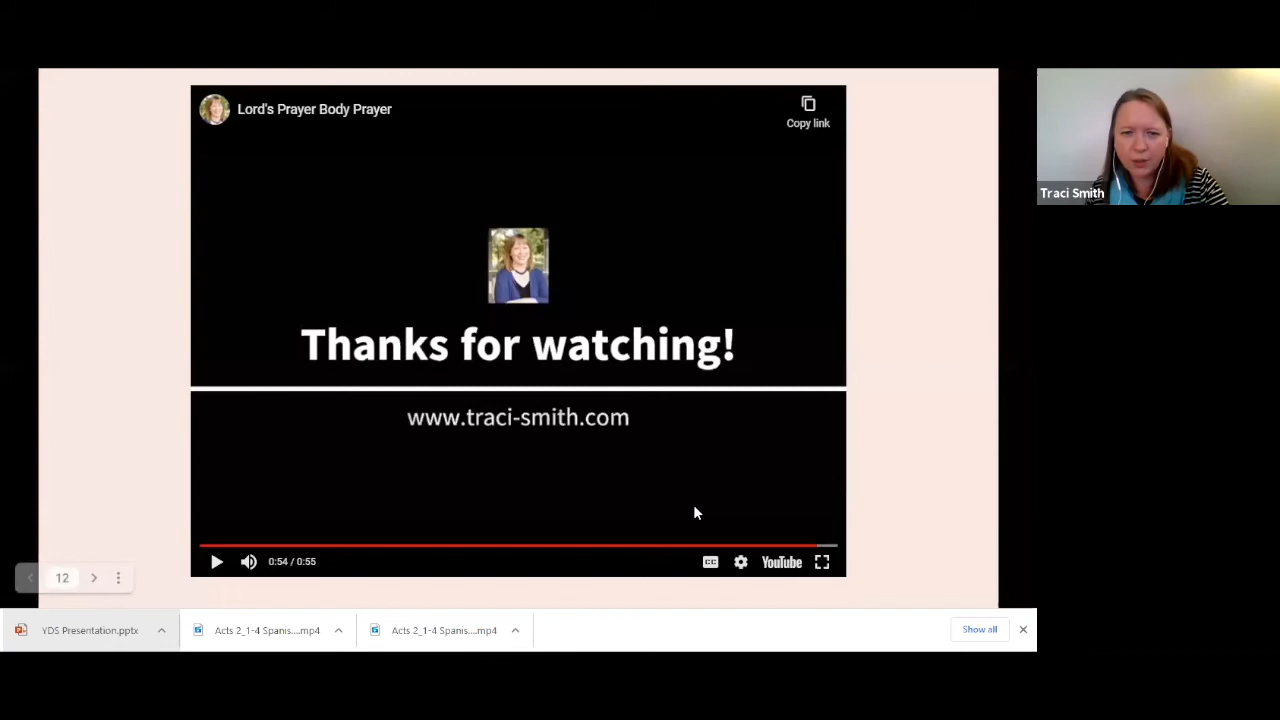 Lord's Prayer Body Prayer
Copy link
Traci Smith
Thanks for watching!
www.traci-smith.com
0:54 / 0:55
CC
YouTube
12
YDS Presentation.pptx
Acts 2_1-4 Spanis....mp4
Acts 2_1-4 Spanis....mp4
Show all